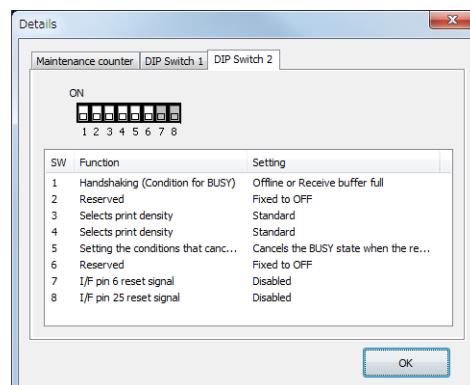 Details
Maintenance counter DIP Switch 1 DIP Switch 2
ON
1 2 3 4 5 6 7 8
SW Function Setting
1 Handshaking (Condition for BUSY) Offline or Receive buffer full
2 Reserved Fixed to OFF
3 Selects print density Standard
4 Selects print density Standard
5 Setting the conditions that canc... Cancels the BUSY state when the re...
6 Reserved Fixed to OFF
7 I/F pin 6 reset signal Disabled
8 I/F pin 25 reset signal Disabled
OK